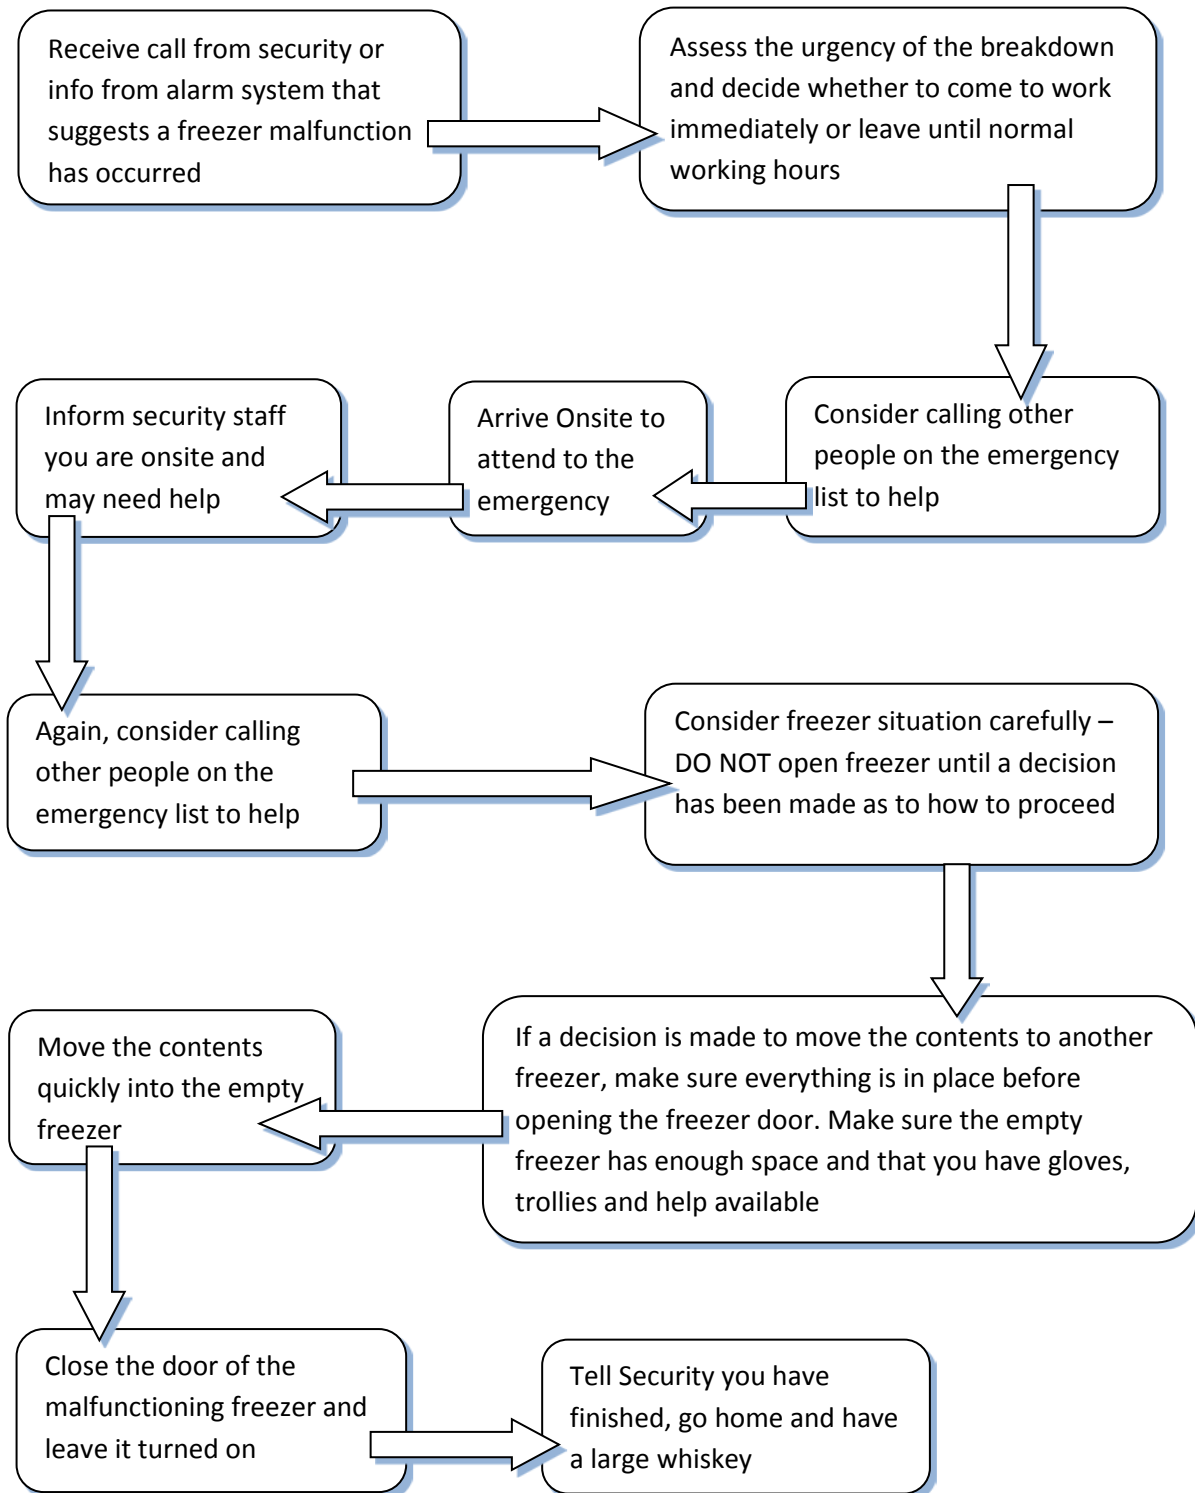 Receive call from security or
info from alarm system that
suggests a freezer malfunction
has occurred
Assess the urgency of the breakdown
and decide whether to come to work
immediately or leave until normal
working hours
Consider calling other
people on the emergency
list to help
Arrive Onsite to
attend to the
emergency
Inform security staff
you are onsite and
may need help
Again, consider calling
other people on the
emergency list to help
Consider freezer situation carefully –
DO NOT open freezer until a decision
has been made as to how to proceed
If a decision is made to move the contents to another
freezer, make sure everything is in place before
opening the freezer door. Make sure the empty
freezer has enough space and that you have gloves,
trollies and help available
Move the contents
quickly into the empty
freezer
Close the door of the
malfunctioning freezer and
leave it turned on
Tell Security you have
finished, go home and have
a large whiskey